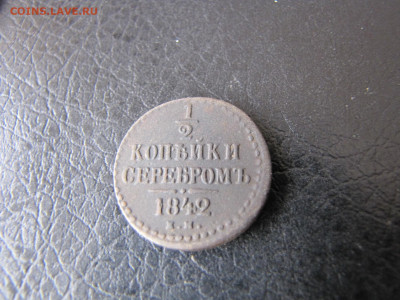 COINS.LAVE.RU
1/2
КОПѢЙКИ
СЕРЕБРОМЪ
1842